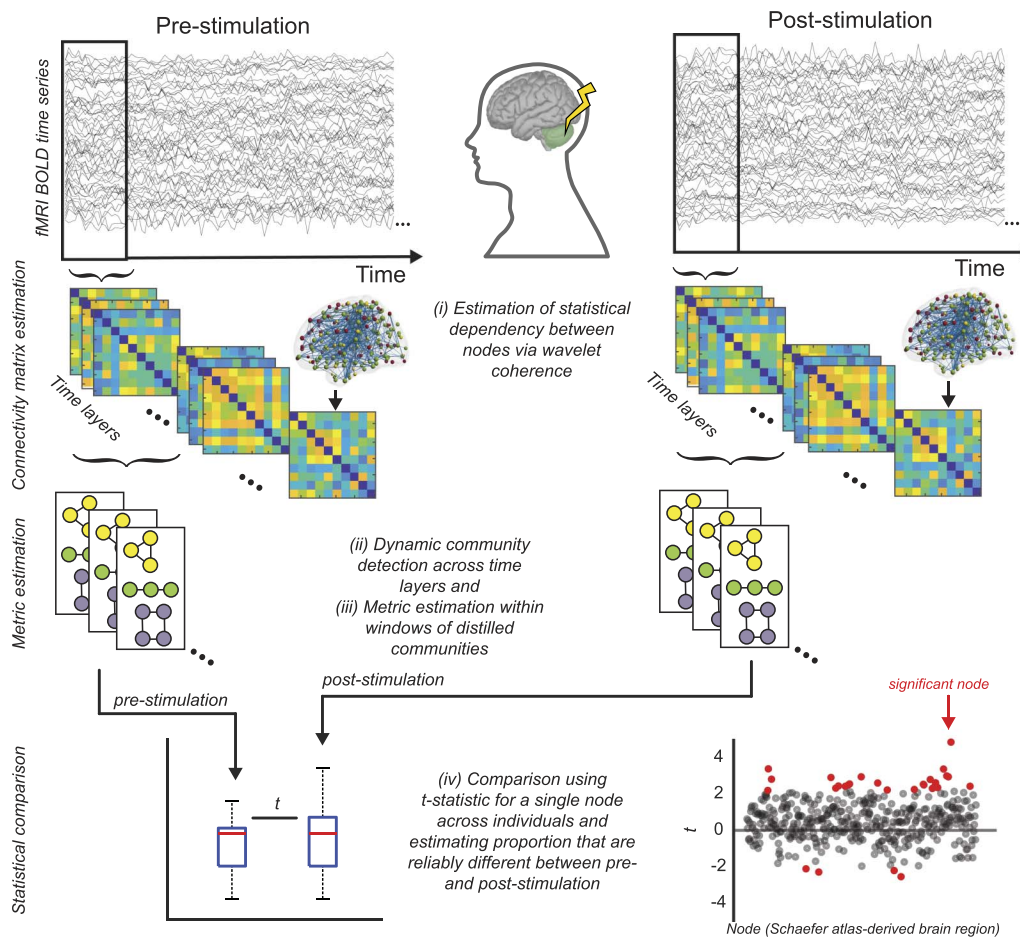 Pre-stimulation
Post-stimulation
fMRI BOLD time series
...
...
Time
Time
Connectivity matrix estimation
(i) Estimation of statistical
dependency between
nodes via wavelet
coherence
Time layers
Time layers
Metric estimation
(ii) Dynamic community
detection across time
layers and
(iii) Metric estimation within
windows of distilled
communities
pre-stimulation
post-stimulation
significant node
Statistical comparison
t
(iv) Comparison using
t-statistic for a single node
across individuals and
estimating proportion that are
reliably different between pre-
and post-stimulation
t
4
2
0
-2
-4
Node (Schaefer atlas-derived brain region)